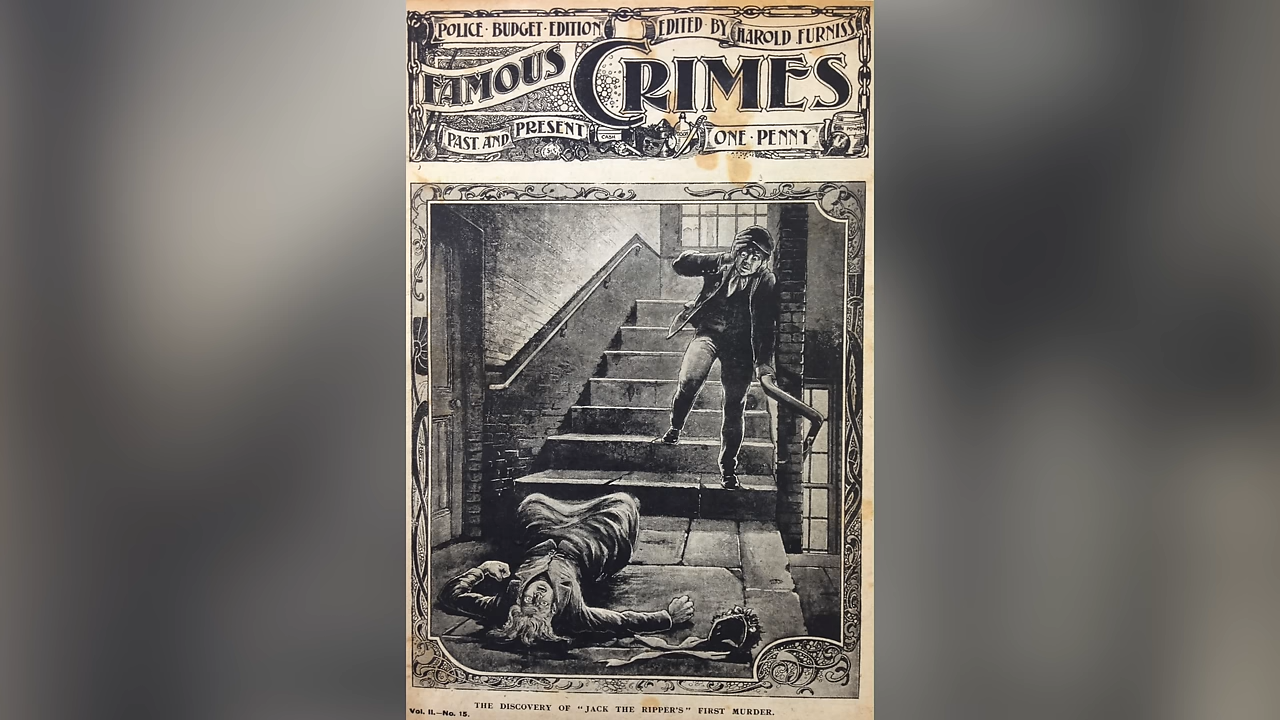 POLICE · BUDGET · EDITION
EDITED · BY HAROLD FURNISS
FAMOUS CRIMES
PAST AND PRESENT
CASH
ONE · PENNY
THE DISCOVERY OF "JACK THE RIPPER'S" FIRST MURDER.
Vol. II.—No. 15.